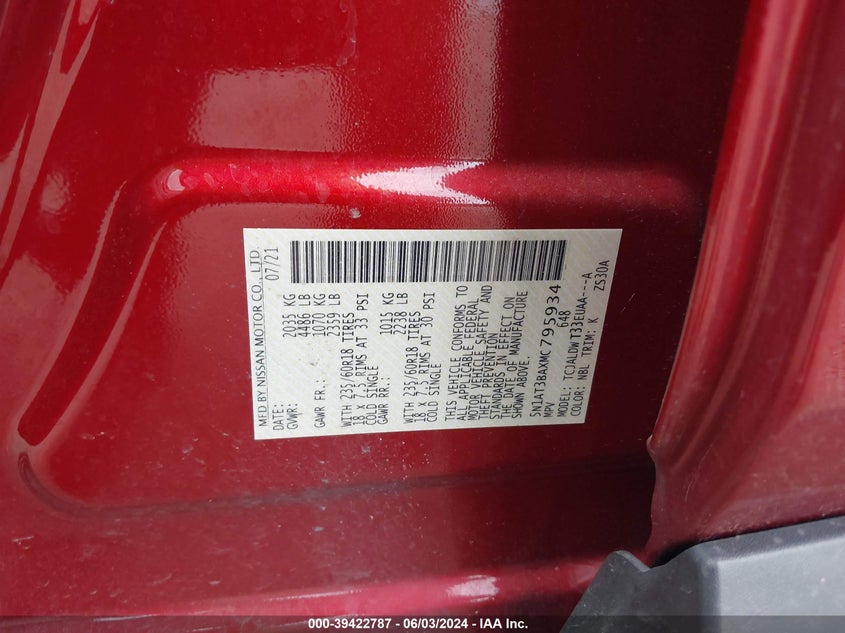 MFD BY NISSAN MOTOR CO., LTD.
DATE: 07/21
GVWR: 2035 KG
4486 LB
GAWR FR.: 1070 KG
2359 LB
WITH 235/60R18 TIRES
18 X 7.5 RIMS AT 33 PSI
COLD SINGLE
GAWR RR.: 1015 KG
2238 LB
WITH 235/60R18 TIRES
18 X 7.5 RIMS AT 30 PSI
COLD SINGLE
THIS VEHICLE CONFORMS TO
ALL APPLICABLE FEDERAL
MOTOR VEHICLE SAFETY AND
THEFT PREVENTION
STANDARDS IN EFFECT ON
THE DATE OF MANUFACTURE
SHOWN ABOVE.
5N1AT3BAXMC795934
MPV 648
MODEL: TCJALDWT33EUAA---A
COLOR: NBL TRIM: K ZS30A
000-39422787 - 06/03/2024 - IAA Inc.